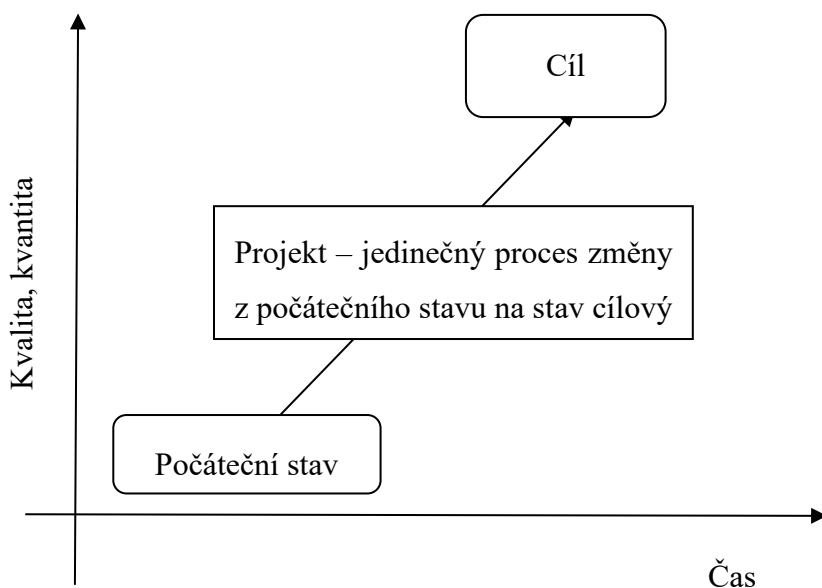 Cíl
Kvalita, kvantita
Projekt – jedinečný proces změny
z počátečního stavu na stav cílový
Počáteční stav
Čas